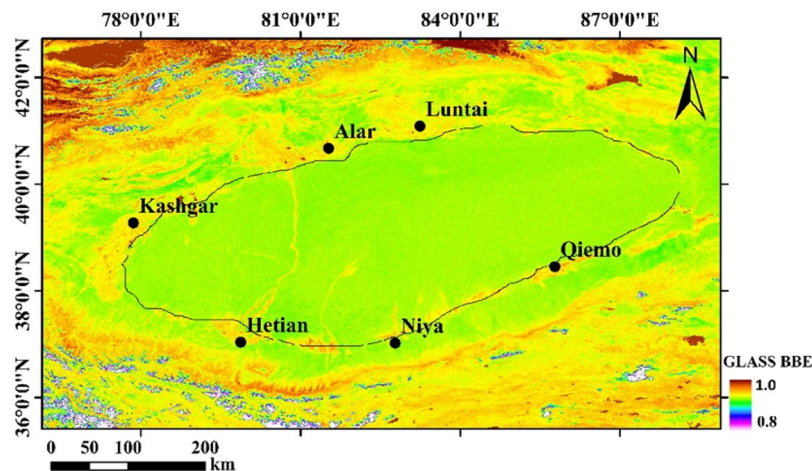 78°0'0"E 81°0'0"E 84°0'0"E 87°0'0"E
42°0'0"N
40°0'0"N
38°0'0"N
36°0'0"N
N
Luntai
Alar
Kashgar
Qiemo
Hetian
Niya
GLASS BBE
1.0
0.8
0 50 100 200
km